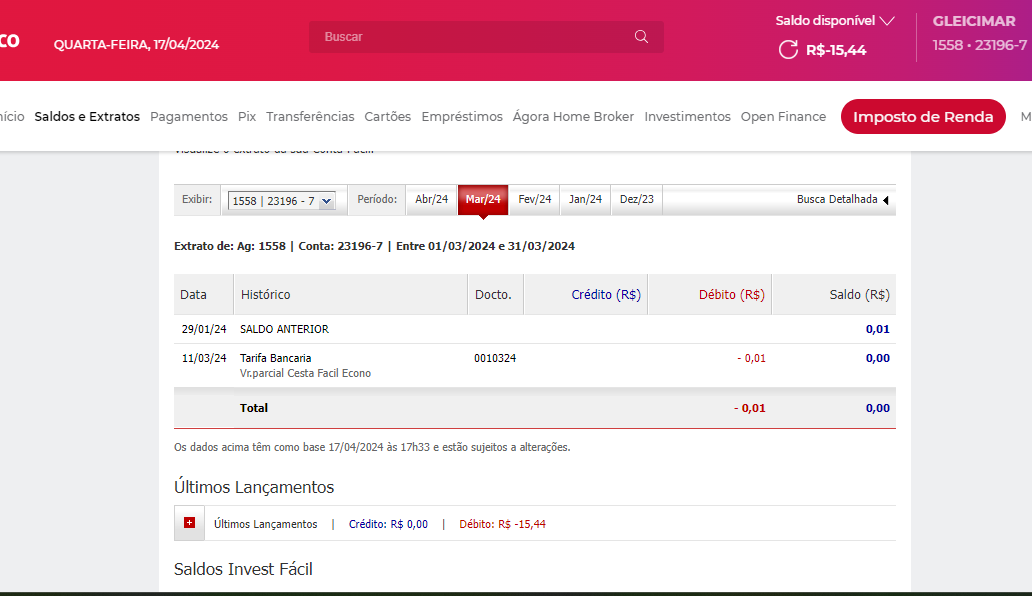 QUARTA-FEIRA, 17/04/2024
Buscar
Saldo disponível
R$-15,44
GLEICIMAR
1558 • 23196-7
Saldos e Extratos Pagamentos Pix Transferências Cartões Empréstimos Ágora Home Broker Investimentos Open Finance Imposto de Renda
Exibir: 1558 | 23196 - 7 Período: Abr/24 Mar/24 Fev/24 Jan/24 Dez/23 Busca Detalhada
Extrato de: Ag: 1558 | Conta: 23196-7 | Entre 01/03/2024 e 31/03/2024
Data Histórico Docto. Crédito (R$) Débito (R$) Saldo (R$)
29/01/24 SALDO ANTERIOR 0,01
11/03/24 Tarifa Bancaria 0010324 - 0,01 0,00
Vr.parcial Cesta Facil Econo
Total - 0,01 0,00
Os dados acima têm como base 17/04/2024 às 17h33 e estão sujeitos a alterações.
Últimos Lançamentos
Últimos Lançamentos | Crédito: R$ 0,00 | Débito: R$ -15,44
Saldos Invest Fácil